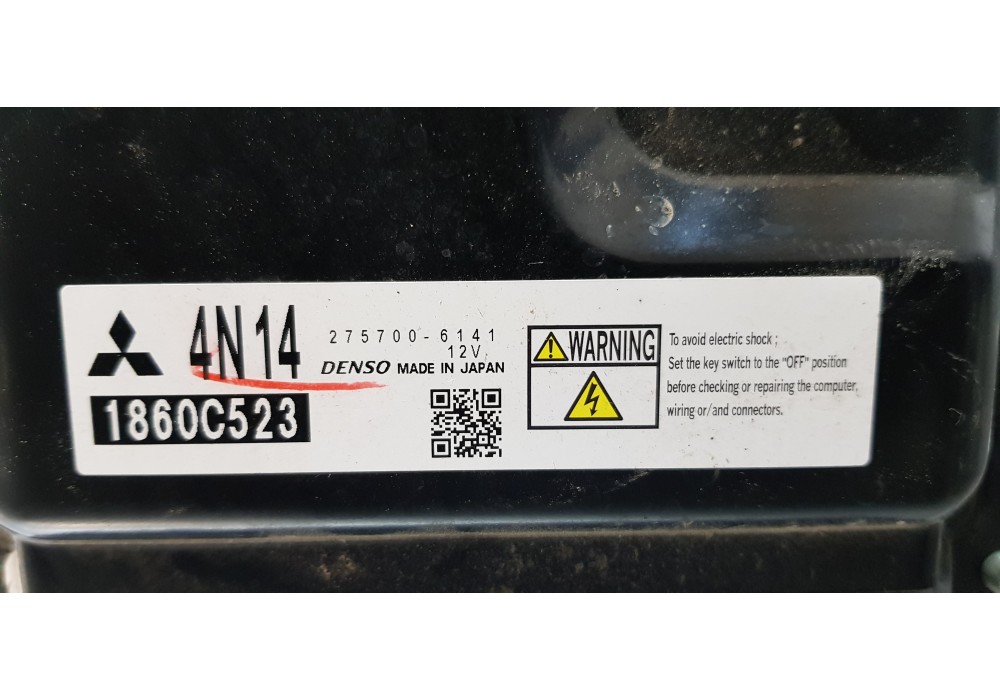 4N14
275700-6141
12V
DENSO MADE IN JAPAN
1860C523
WARNING
To avoid electric shock ;
Set the key switch to the "OFF" position
before checking or repairing the computer,
wiring or/and connectors.